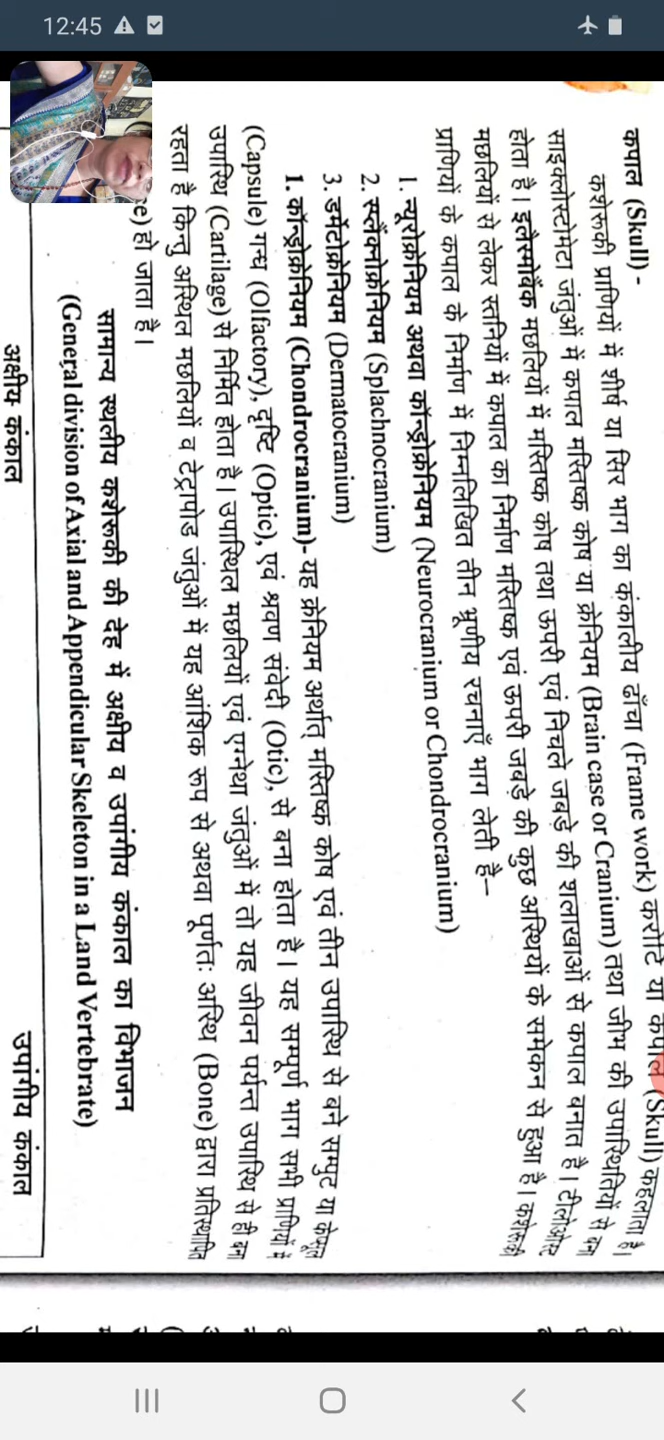 12:45
कपाल (Skull) -
कशेरुकी प्राणियों में शीर्ष या सिर भाग का कंकालीय ढाँचा (Frame work) करोटि या कपाल (Skull) कहलाता है।
साइक्लोस्टोमेटा जंतुओं में कपाल मस्तिष्क कोष या क्रेनियम (Brain case or Cranium) तथा जीभ की उपास्थितियों से बना
होता है। इलैस्मोब्रैंक मछलियों में मस्तिष्क कोष तथा ऊपरी एवं निचले जबड़े की शलाखाओं से कपाल बनात है। टीलीओस्ट
मछलियों से लेकर स्तनियों में कपाल का निर्माण मस्तिष्क एवं ऊपरी जबड़े की कुछ अस्थियों के समेकन से हुआ है। कशेरुकी
प्राणियों के कपाल के निर्माण में निम्नलिखित तीन भ्रूणीय रचनाएँ भाग लेती है–
1. न्यूरोक्रेनियम अथवा कॉन्ड्रोक्रेनियम (Neurocranium or Chondrocranium)
2. स्प्लैंक्नोक्रेनियम (Splachnocranium)
3. डर्मेटोक्रेनियम (Dermatocranium)
1. कॉन्ड्रोक्रेनियम (Chondrocranium)- यह क्रेनियम अर्थात् मस्तिष्क कोष एवं तीन उपास्थि से बने सम्पुट या केप्सूल
(Capsule) गन्ध (Olfactory), दृष्टि (Optic), एवं श्रवण संवेदी (Otic), से बना होता है। यह सम्पूर्ण भाग सभी प्राणियों में
उपास्थि (Cartilage) से निर्मित होता है। उपास्थिल मछलियों एवं एग्नेथा जंतुओं में तो यह जीवन पर्यन्त उपास्थि से ही बना
रहता है किन्तु अस्थिल मछलियों व टेट्रापोड जंतुओं में यह आंशिक रूप से अथवा पूर्णतः अस्थि (Bone) द्वारा प्रतिस्थापित
e) हो जाता है।
सामान्य स्थलीय कशेरुकी की देह में अक्षीय व उपांगीय कंकाल का विभाजन
(General division of Axial and Appendicular Skeleton in a Land Vertebrate)
अक्षीय कंकाल
उपांगीय कंकाल